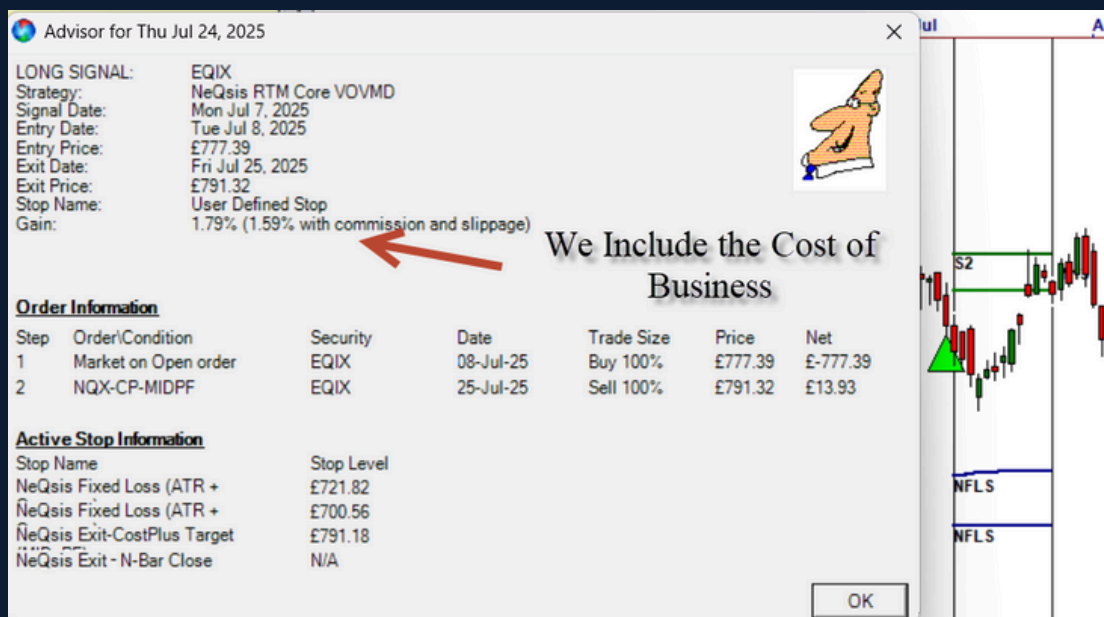 Advisor for Thu Jul 24, 2025
LONG SIGNAL: EQIX
Strategy: NeQsis RTM Core VOVMD
Signal Date: Mon Jul 7, 2025
Entry Date: Tue Jul 8, 2025
Entry Price: £777.39
Exit Date: Fri Jul 25, 2025
Exit Price: £791.32
Stop Name: User Defined Stop
Gain: 1.79% (1.59% with commission and slippage)
We Include the Cost of
Business
Order Information
Step Order\Condition Security Date Trade Size Price Net
1 Market on Open order EQIX 08-Jul-25 Buy 100% £777.39 £-777.39
2 NQX-CP-MIDPF EQIX 25-Jul-25 Sell 100% £791.32 £13.93
Active Stop Information
Stop Name Stop Level
NeQsis Fixed Loss (ATR + £721.82
NeQsis Fixed Loss (ATR + £700.56
NeQsis Exit-CostPlus Target £791.18
NeQsis Exit - N-Bar Close N/A
OK
S2
NFLS
NFLS